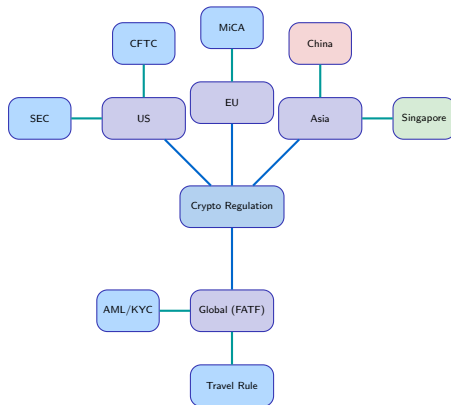 MiCA
CFTC
China
EU
SEC
US
Asia
Singapore
Crypto Regulation
AML/KYC
Global (FATF)
Travel Rule